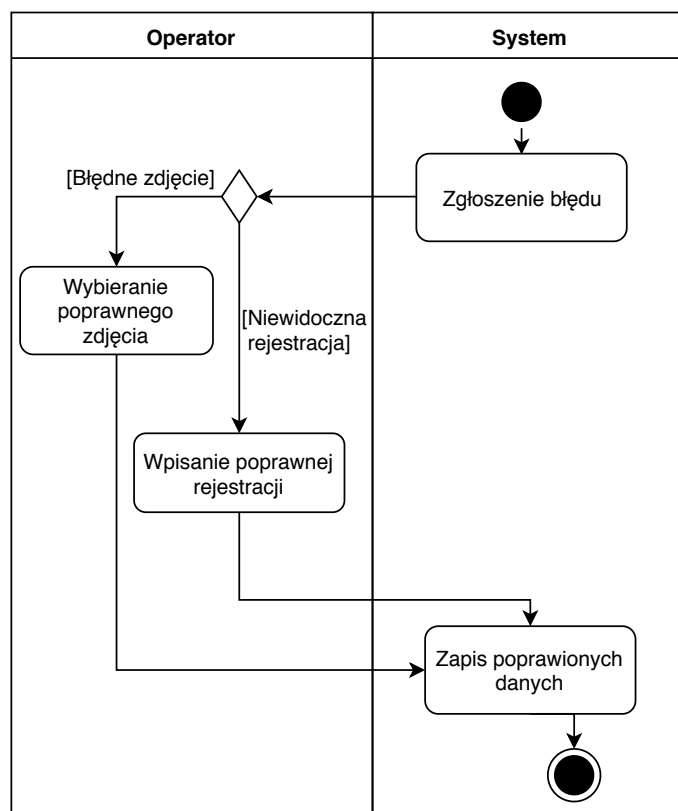 Operator
System
[Błędne zdjęcie]
Zgłoszenie błędu
Wybieranie
poprawnego
zdjęcia
[Niewidoczna
rejestracja]
Wpisanie poprawnej
rejestracji
Zapis poprawionych
danych